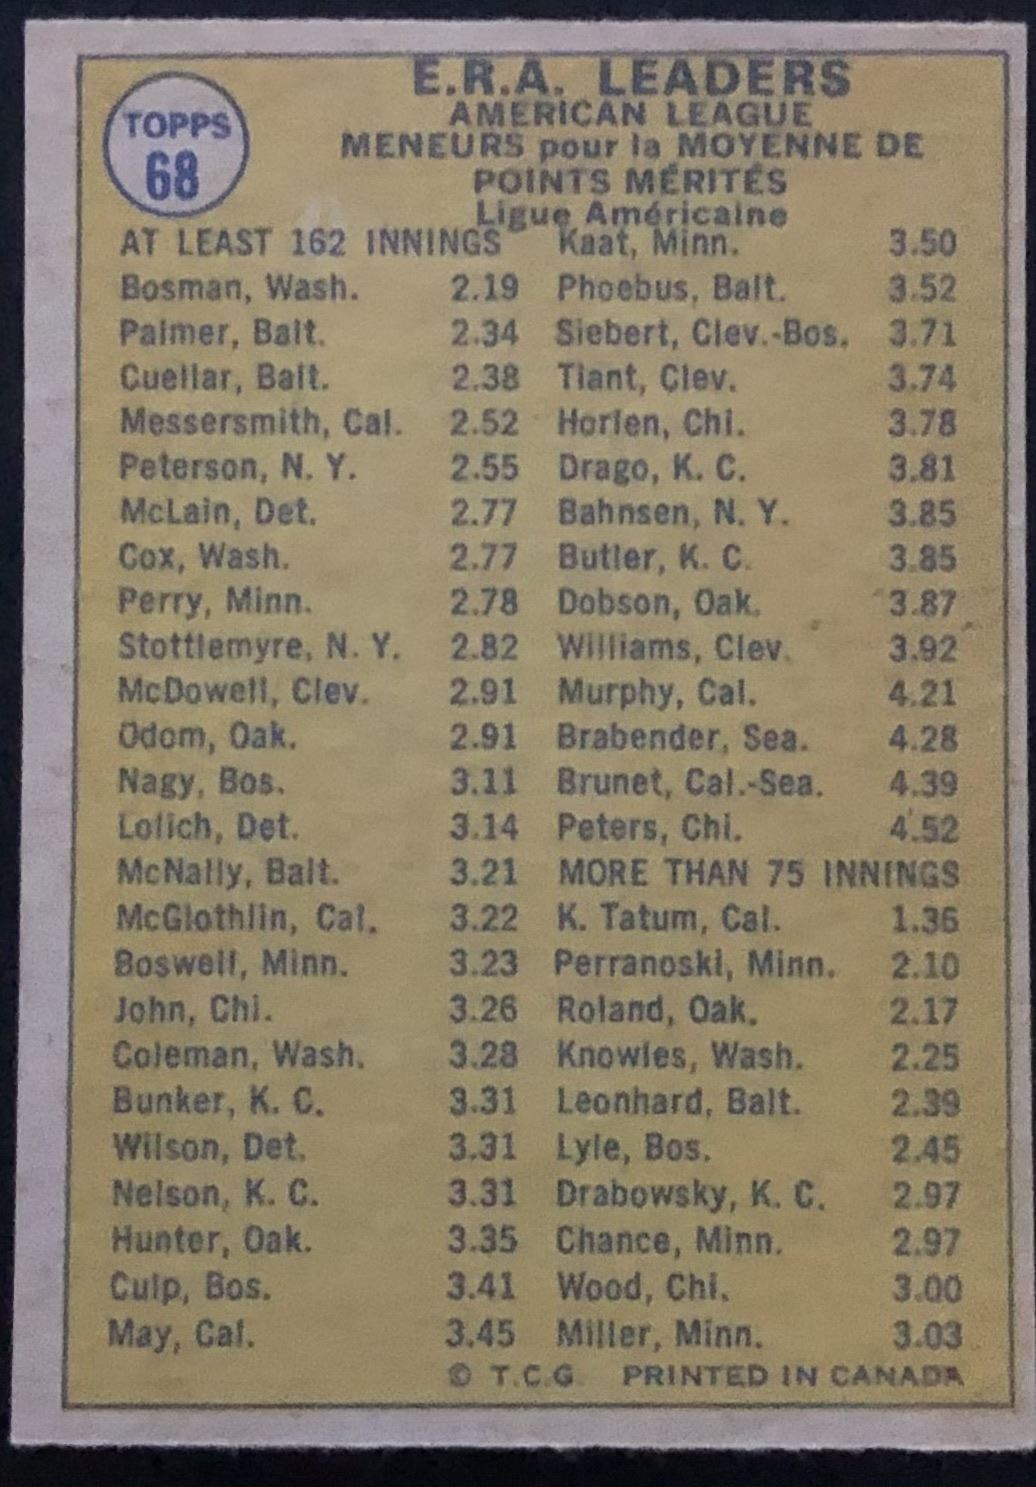 TOPPS
68
E.R.A. LEADERS
AMERICAN LEAGUE
MENEURS pour la MOYENNE DE
POINTS MÉRITÉS
Ligue Américaine
AT LEAST 162 INNINGS
Bosman, Wash. 2.19
Palmer, Balt. 2.34
Cuellar, Balt. 2.38
Messersmith, Cal. 2.52
Peterson, N. Y. 2.55
McLain, Det. 2.77
Cox, Wash. 2.77
Perry, Minn. 2.78
Stottlemyre, N. Y. 2.82
McDowell, Clev. 2.91
Odom, Oak. 2.91
Nagy, Bos. 3.11
Lolich, Det. 3.14
McNally, Balt. 3.21
McGlothlin, Cal. 3.22
Boswell, Minn. 3.23
John, Chi. 3.26
Coleman, Wash. 3.28
Bunker, K. C. 3.31
Wilson, Det. 3.31
Nelson, K. C. 3.31
Hunter, Oak. 3.35
Culp, Bos. 3.41
May, Cal. 3.45
Kaat, Minn. 3.50
Phoebus, Balt. 3.52
Siebert, Clev.-Bos. 3.71
Tiant, Clev. 3.74
Horlen, Chi. 3.78
Drago, K. C. 3.81
Bahnsen, N. Y. 3.85
Butler, K. C. 3.85
Dobson, Oak. 3.87
Williams, Clev. 3.92
Murphy, Cal. 4.21
Brabender, Sea. 4.28
Brunet, Cal.-Sea. 4.39
Peters, Chi. 4.52
MORE THAN 75 INNINGS
K. Tatum, Cal. 1.36
Perranoski, Minn. 2.10
Roland, Oak. 2.17
Knowles, Wash. 2.25
Leonhard, Balt. 2.39
Lyle, Bos. 2.45
Drabowsky, K. C. 2.97
Chance, Minn. 2.97
Wood, Chi. 3.00
Miller, Minn. 3.03
© T.C.G. PRINTED IN CANADA